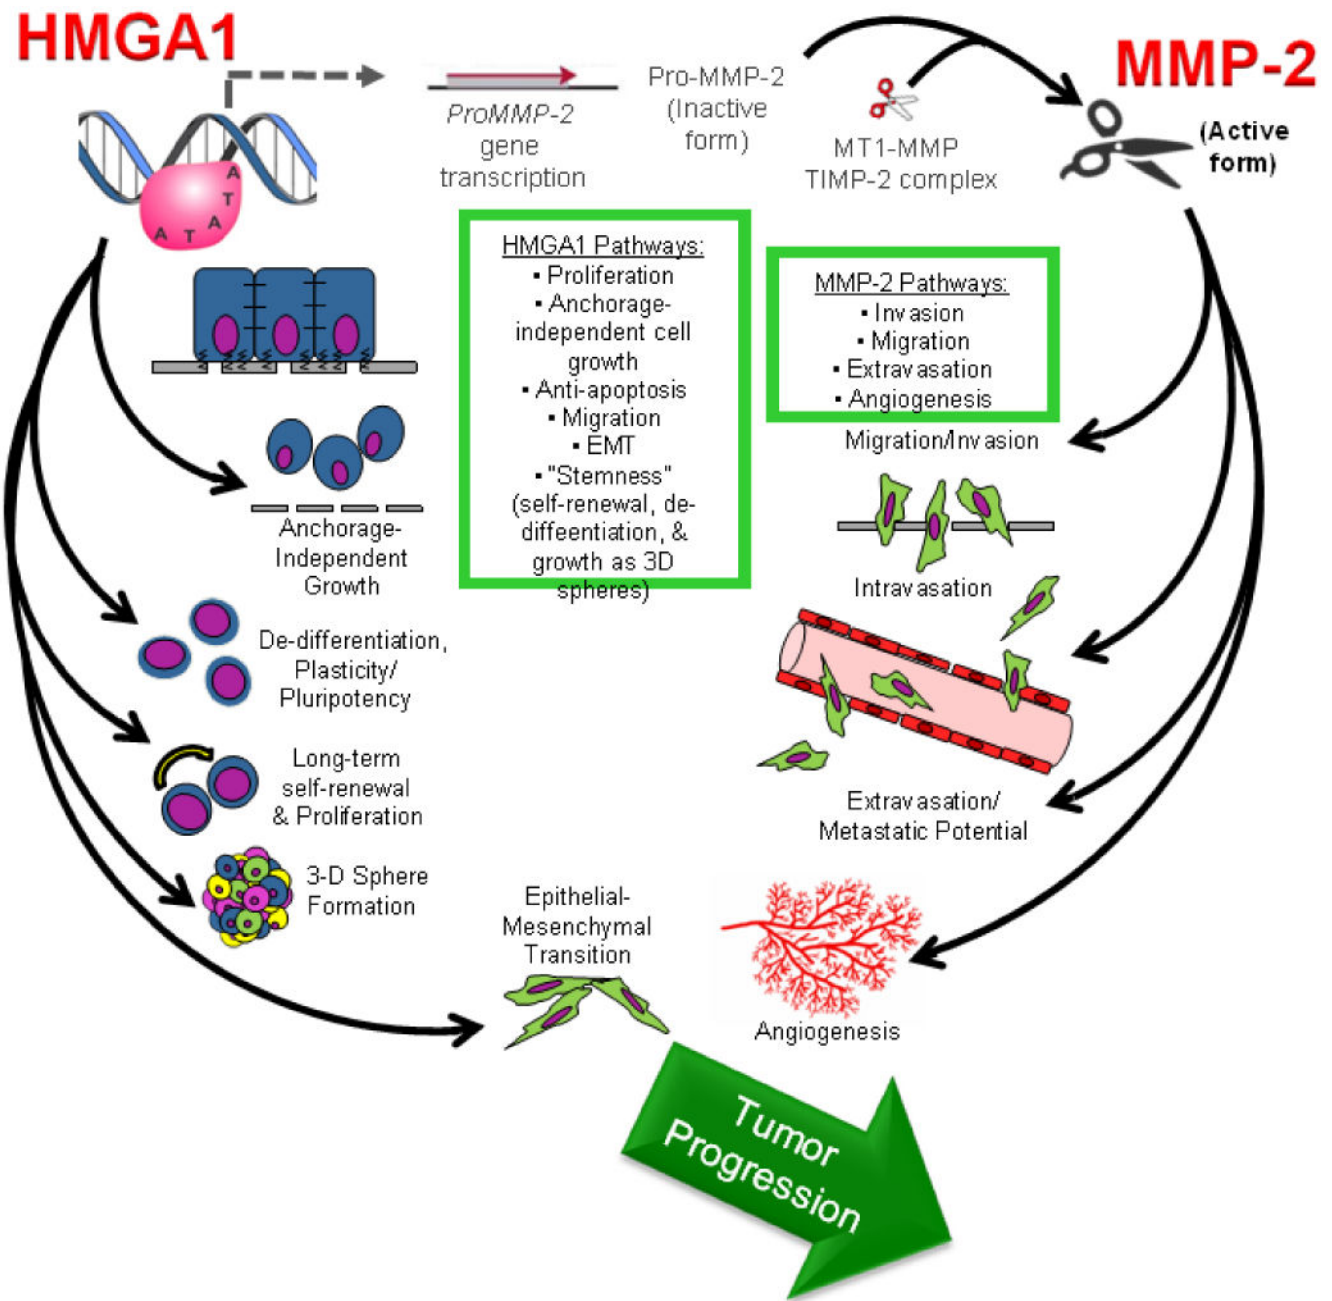 HMGA1
ProMMP-2
gene
transcription
Pro-MMP-2
(Inactive
form)
MT1-MMP
TIMP-2 complex
MMP-2
(Active
form)
A
T
A
T
A
HMGA1 Pathways:
▪ Proliferation
▪ Anchorage-
independent cell
growth
▪ Anti-apoptosis
▪ Migration
▪ EMT
▪ "Stemness"
(self-renewal, de-
diffeentiation, &
growth as 3D
spheres)
MMP-2 Pathways:
▪ Invasion
▪ Migration
▪ Extravasation
▪ Angiogenesis
Migration/Invasion
Intravasation
Extravasation/
Metastatic Potential
Anchorage-
Independent
Growth
De-differentiation,
Plasticity/
Pluripotency
Long-term
self-renewal
& Proliferation
3-D Sphere
Formation
Epithelial-
Mesenchymal
Transition
Angiogenesis
Tumor
Progression